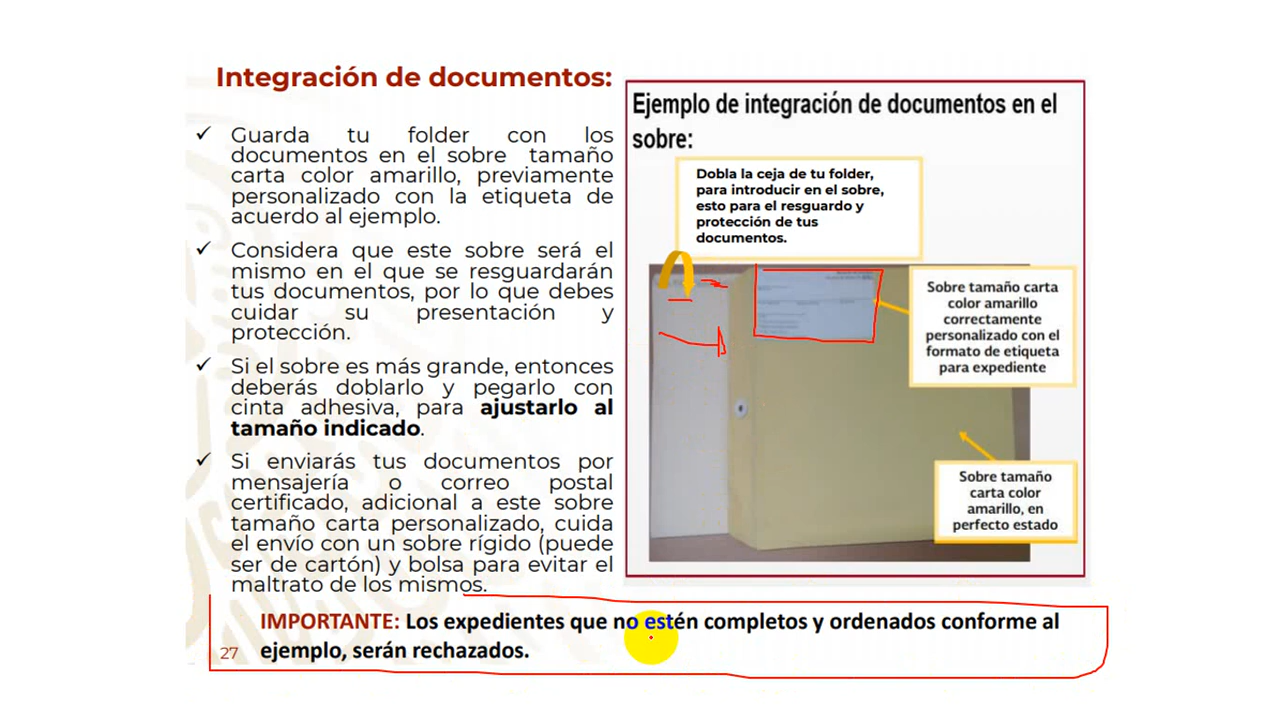 Integración de documentos:
✓ Guarda tu folder con los
documentos en el sobre tamaño
carta color amarillo, previamente
personalizado con la etiqueta de
acuerdo al ejemplo.
✓ Considera que este sobre será el
mismo en el que se resguardarán
tus documentos, por lo que debes
cuidar su presentación y
protección.
✓ Si el sobre es más grande, entonces
deberás doblarlo y pegarlo con
cinta adhesiva, para ajustarlo al
tamaño indicado.
✓ Si enviarás tus documentos por
mensajería o correo postal
certificado, adicional a este sobre
tamaño carta personalizado, cuida
el envío con un sobre rígido (puede
ser de cartón) y bolsa para evitar el
maltrato de los mismos.
Ejemplo de integración de documentos en el
sobre:
Dobla la ceja de tu folder,
para introducir en el sobre,
esto para el resguardo y
protección de tus
documentos.
Sobre tamaño carta
color amarillo
correctamente
personalizado con el
formato de etiqueta
para expediente
Sobre tamaño
carta color
amarillo, en
perfecto estado
IMPORTANTE: Los expedientes que no estén completos y ordenados conforme al
ejemplo, serán rechazados.
27